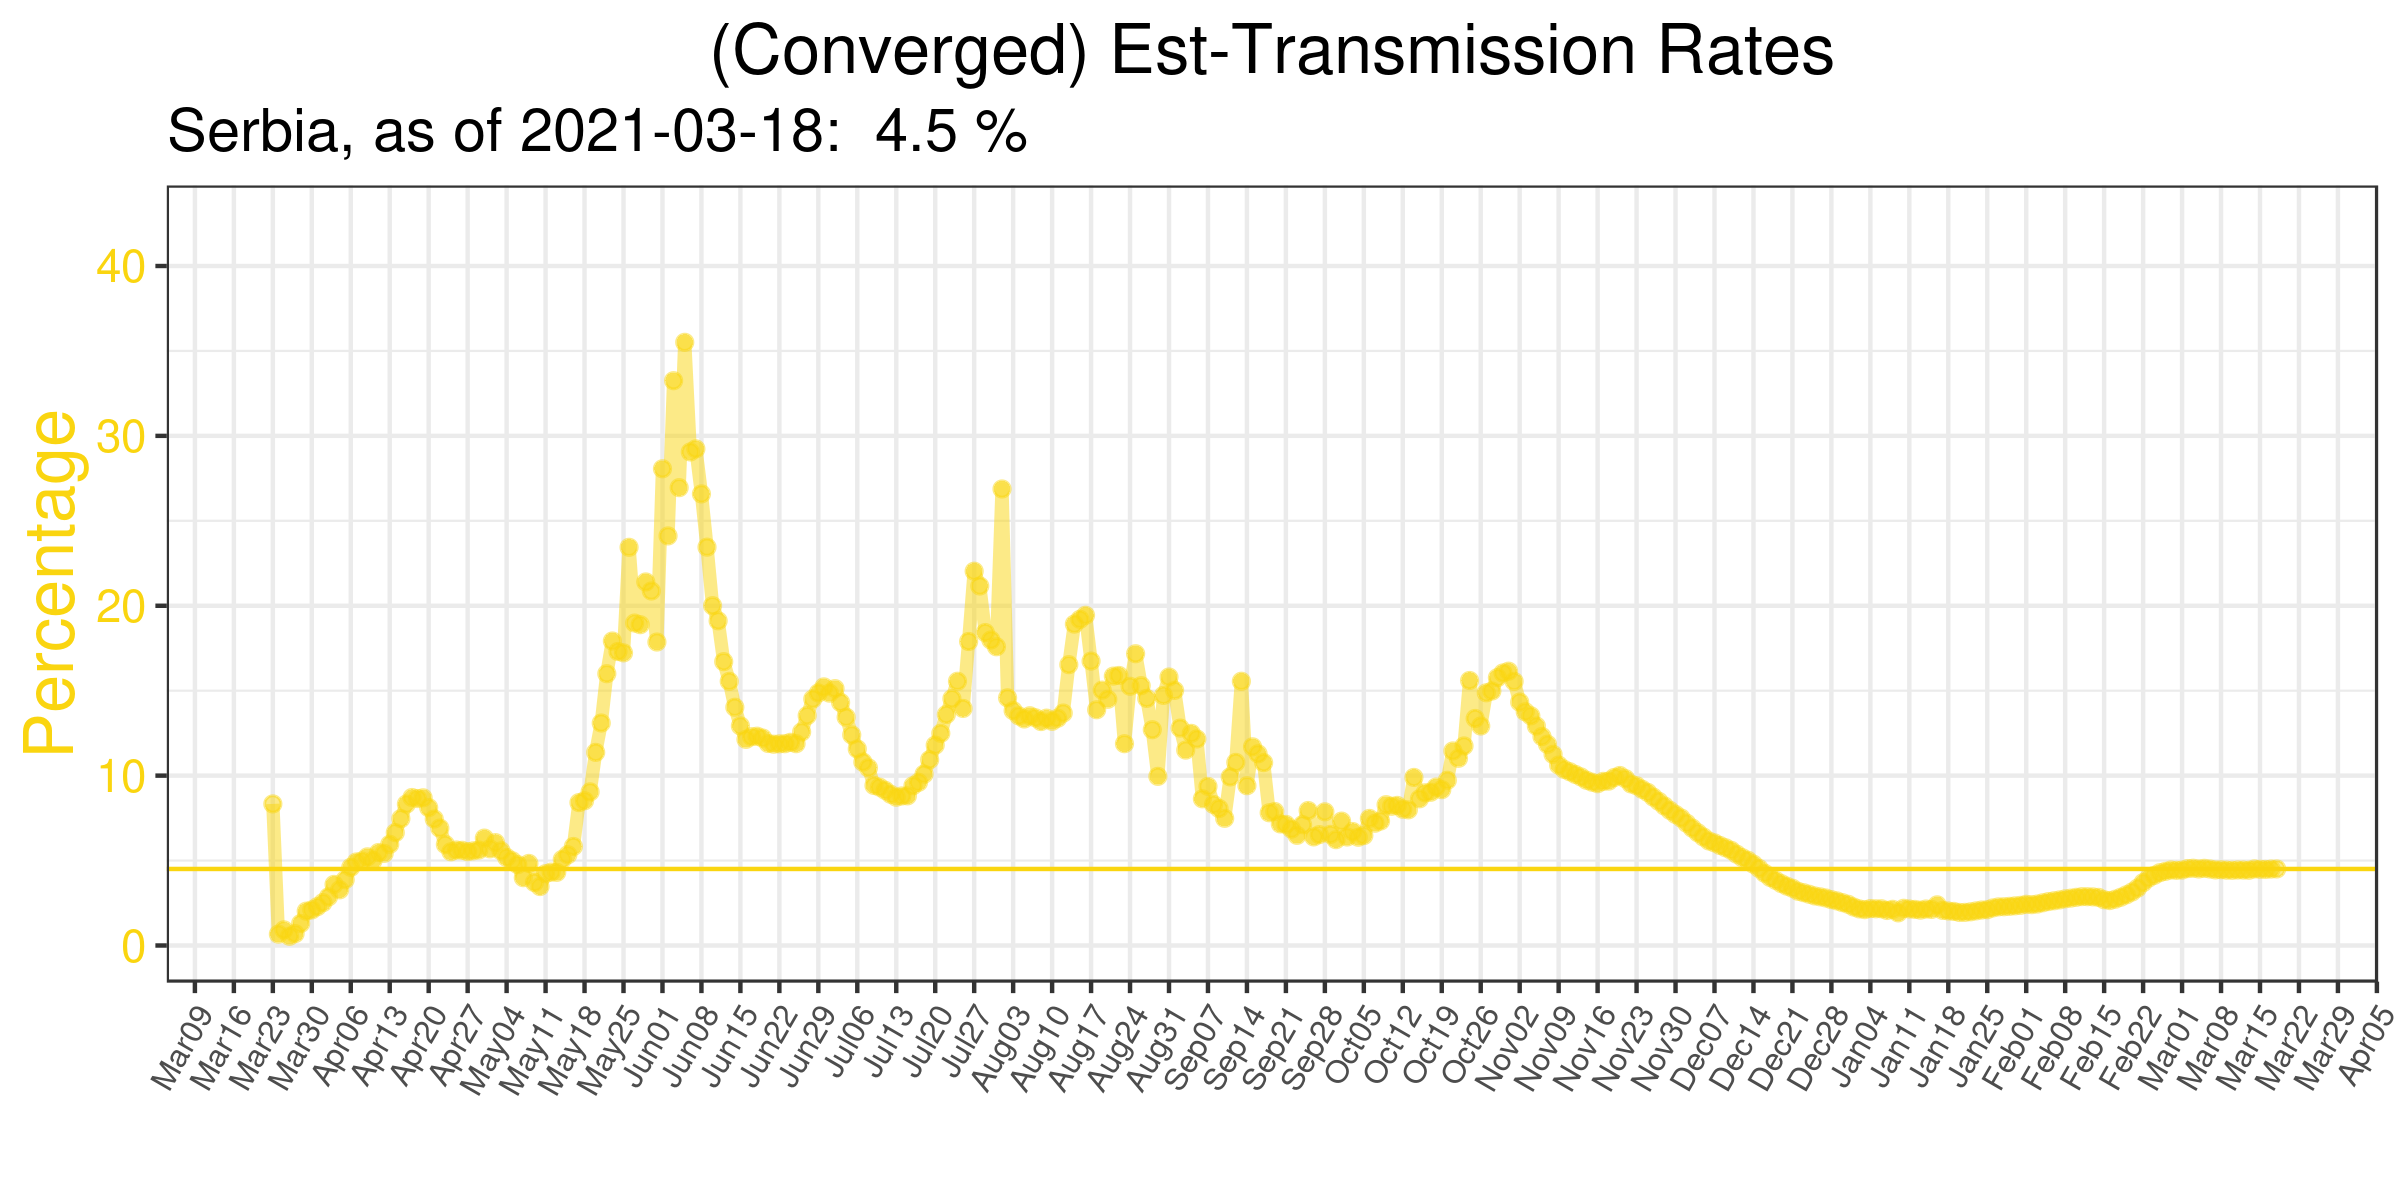 (Converged) Est-Transmission Rates
Serbia, as of 2021-03-18:  4.5 %
Percentage
40
30
20
10
0
Mar09
Mar16
Mar23
Mar30
Apr06
Apr13
Apr20
Apr27
May04
May11
May18
May25
Jun01
Jun08
Jun15
Jun22
Jun29
Jul06
Jul13
Jul20
Jul27
Aug03
Aug10
Aug17
Aug24
Aug31
Sep07
Sep14
Sep21
Sep28
Oct05
Oct12
Oct19
Oct26
Nov02
Nov09
Nov16
Nov23
Nov30
Dec07
Dec14
Dec21
Dec28
Jan04
Jan11
Jan18
Jan25
Feb01
Feb08
Feb15
Feb22
Mar01
Mar08
Mar15
Mar22
Mar29
Apr05